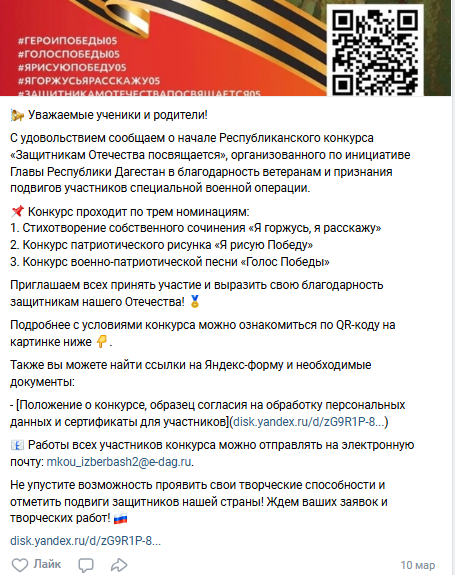 #ГЕРОИПОБЕДЫ05
#ГОЛОСПОБЕДЫ05
#ЯРИСУЮПОБЕДУ05
#ЯГОРЖУСЬЯРАССКАЖУ05
#ЗАЩИТНИКАМОТЕЧЕСТВАПОСВЯЩАЕТСЯ05
Уважаемые ученики и родители!
С удовольствием сообщаем о начале Республиканского конкурса
«Защитникам Отечества посвящается», организованного по инициативе
Главы Республики Дагестан в благодарность ветеранам и признания
подвигов участников специальной военной операции.
📌 Конкурс проходит по трем номинациям:
1. Стихотворение собственного сочинения «Я горжусь, я расскажу»
2. Конкурс патриотического рисунка «Я рисую Победу»
3. Конкурс военно-патриотической песни «Голос Победы»
Приглашаем всех принять участие и выразить свою благодарность
защитникам нашего Отечества! 🏅
Подробнее с условиями конкурса можно ознакомиться по QR-коду на
картинке ниже 👇.
Также вы можете найти ссылки на Яндекс-форму и необходимые
документы:
- [Положение о конкурсе, образец согласия на обработку персональных
данных и сертификаты для участников](disk.yandex.ru/d/zG9R1P-8...)
📧 Работы всех участников конкурса можно отправлять на электронную
почту: mkou_izberbash2@e-dag.ru.
Не упустите возможность проявить свои творческие способности и
отметить подвиги защитников нашей страны! Ждем ваших заявок и
творческих работ! 🇷🇺
disk.yandex.ru/d/zG9R1P-8...
Лайк
10 мар